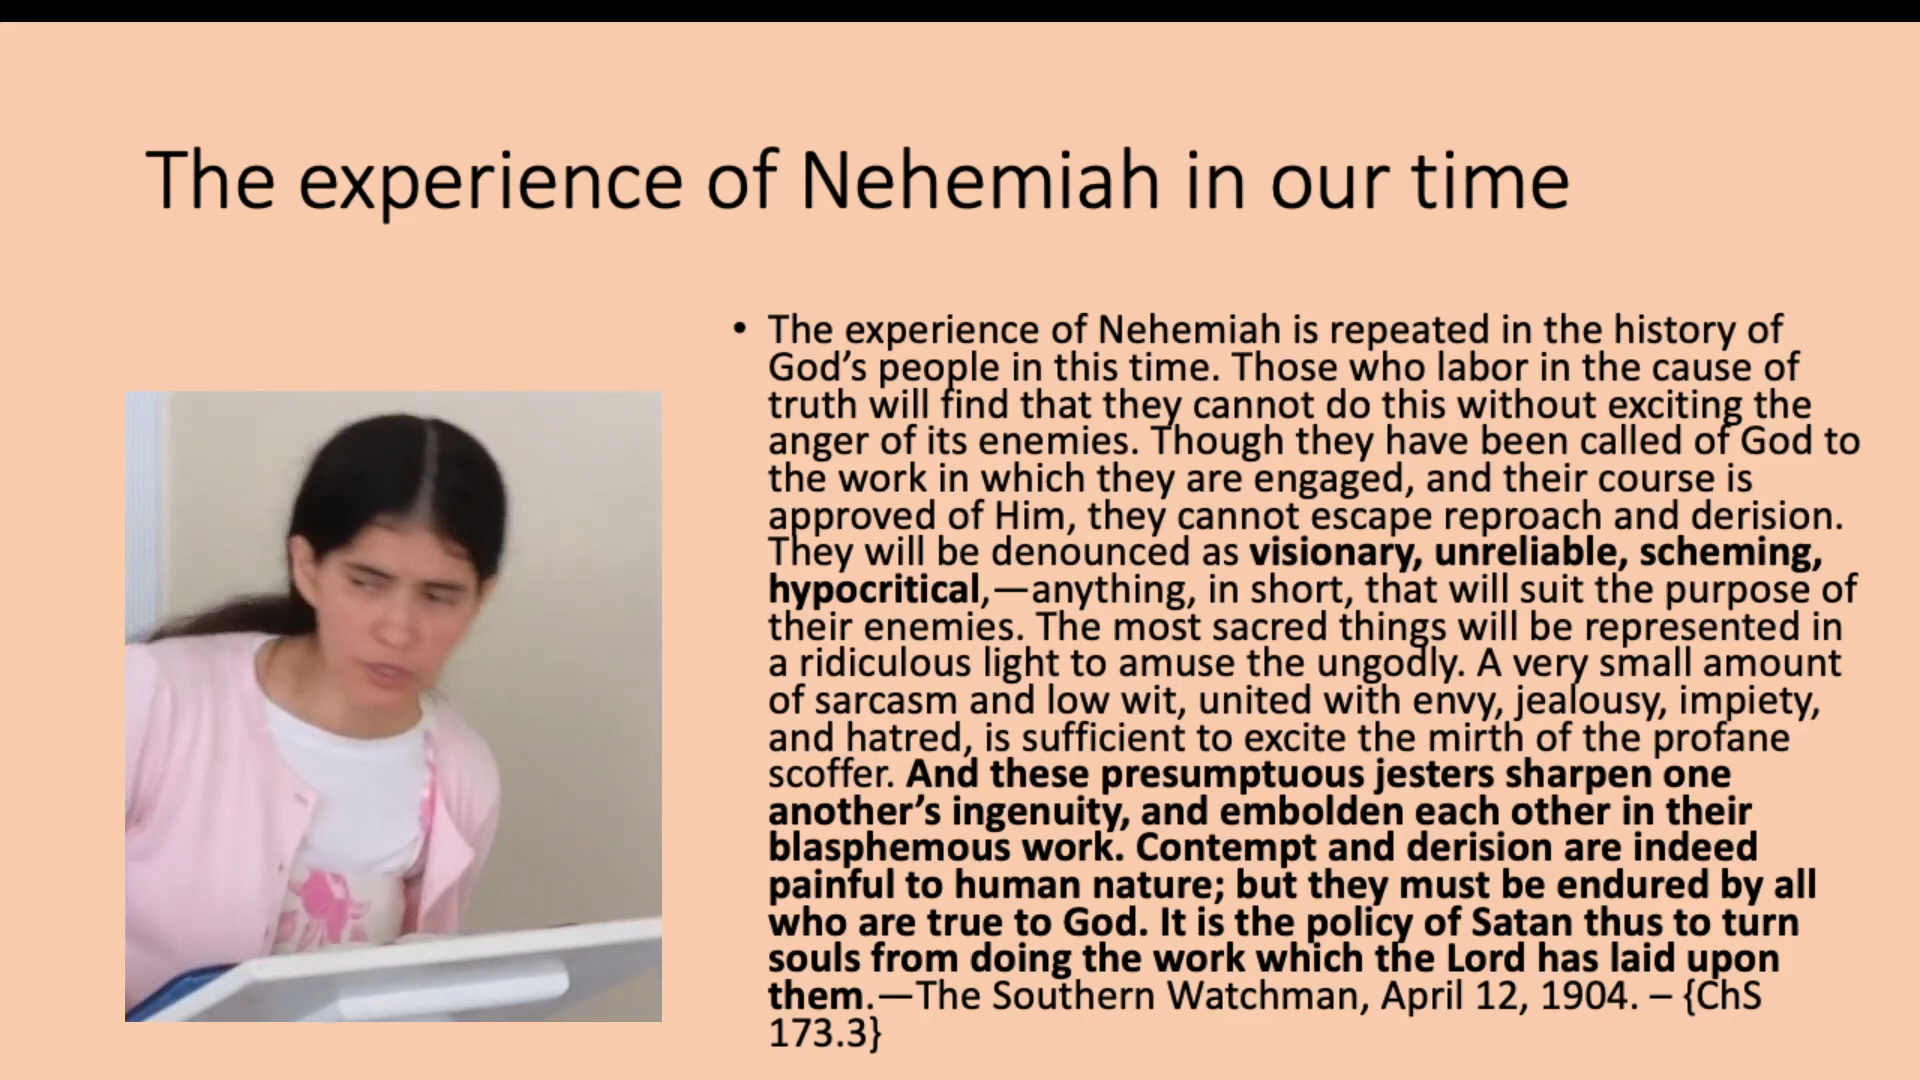 The experience of Nehemiah in our time
• The experience of Nehemiah is repeated in the history of
God’s people in this time. Those who labor in the cause of
truth will find that they cannot do this without exciting the
anger of its enemies. Though they have been called of God to
the work in which they are engaged, and their course is
approved of Him, they cannot escape reproach and derision.
They will be denounced as visionary, unreliable, scheming,
hypocritical,—anything, in short, that will suit the purpose of
their enemies. The most sacred things will be represented in
a ridiculous light to amuse the ungodly. A very small amount
of sarcasm and low wit, united with envy, jealousy, impiety,
and hatred, is sufficient to excite the mirth of the profane
scoffer. And these presumptuous jesters sharpen one
another’s ingenuity, and embolden each other in their
blasphemous work. Contempt and derision are indeed
painful to human nature; but they must be endured by all
who are true to God. It is the policy of Satan thus to turn
souls from doing the work which the Lord has laid upon
them.—The Southern Watchman, April 12, 1904. – {ChS
173.3}